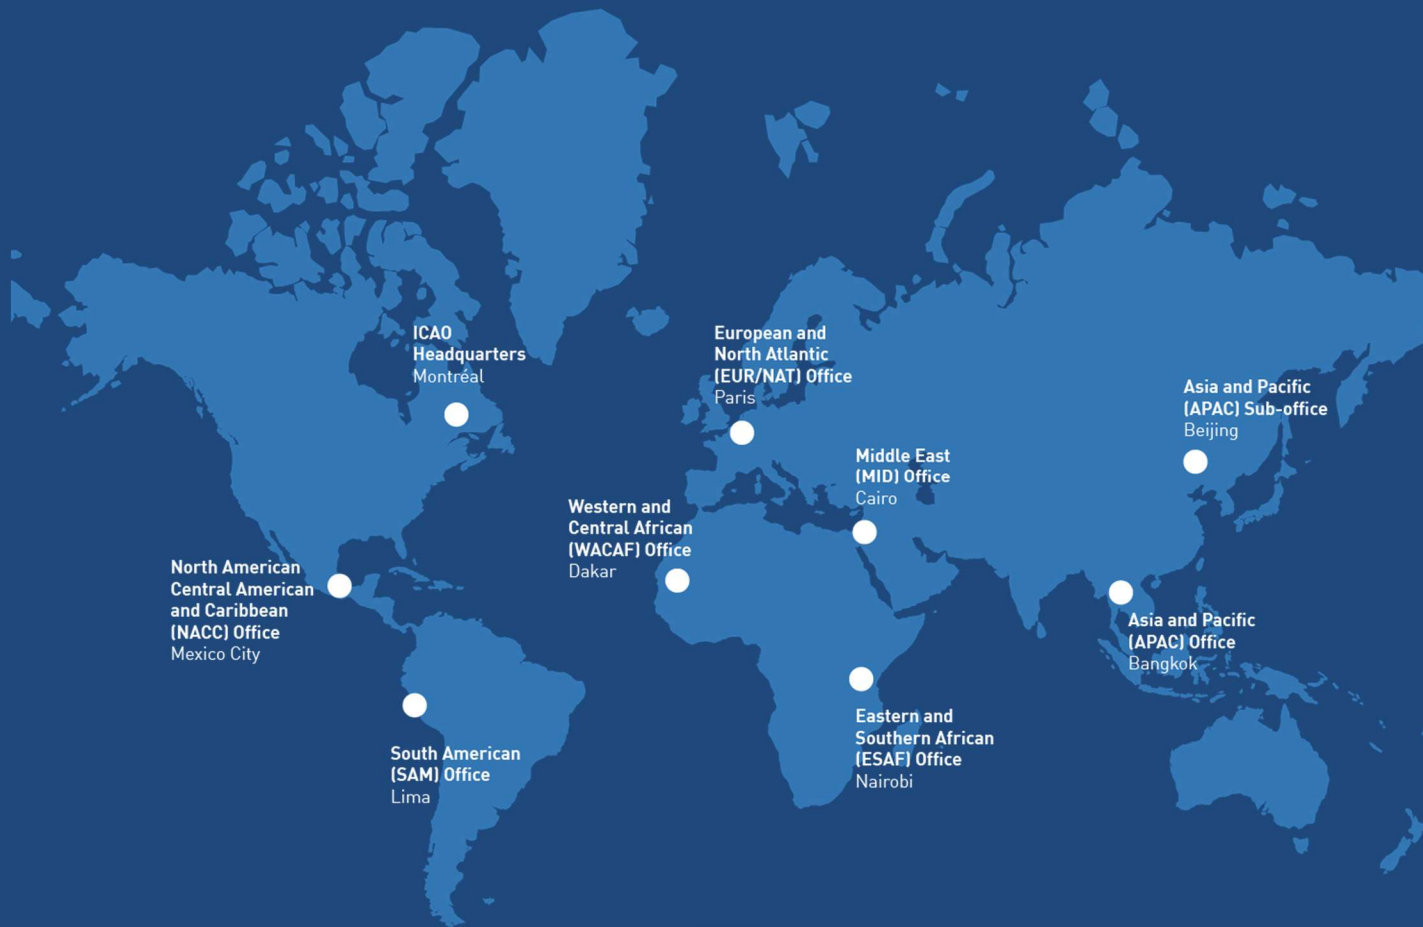 ICAO
Headquarters
Montréal
European and
North Atlantic
(EUR/NAT) Office
Paris
Asia and Pacific
(APAC) Sub-office
Beijing
Middle East
(MID) Office
Cairo
Western and
Central African
(WACAF) Office
Dakar
North American
Central American
and Caribbean
(NACC) Office
Mexico City
Asia and Pacific
(APAC) Office
Bangkok
Eastern and
Southern African
(ESAF) Office
Nairobi
South American
(SAM) Office
Lima